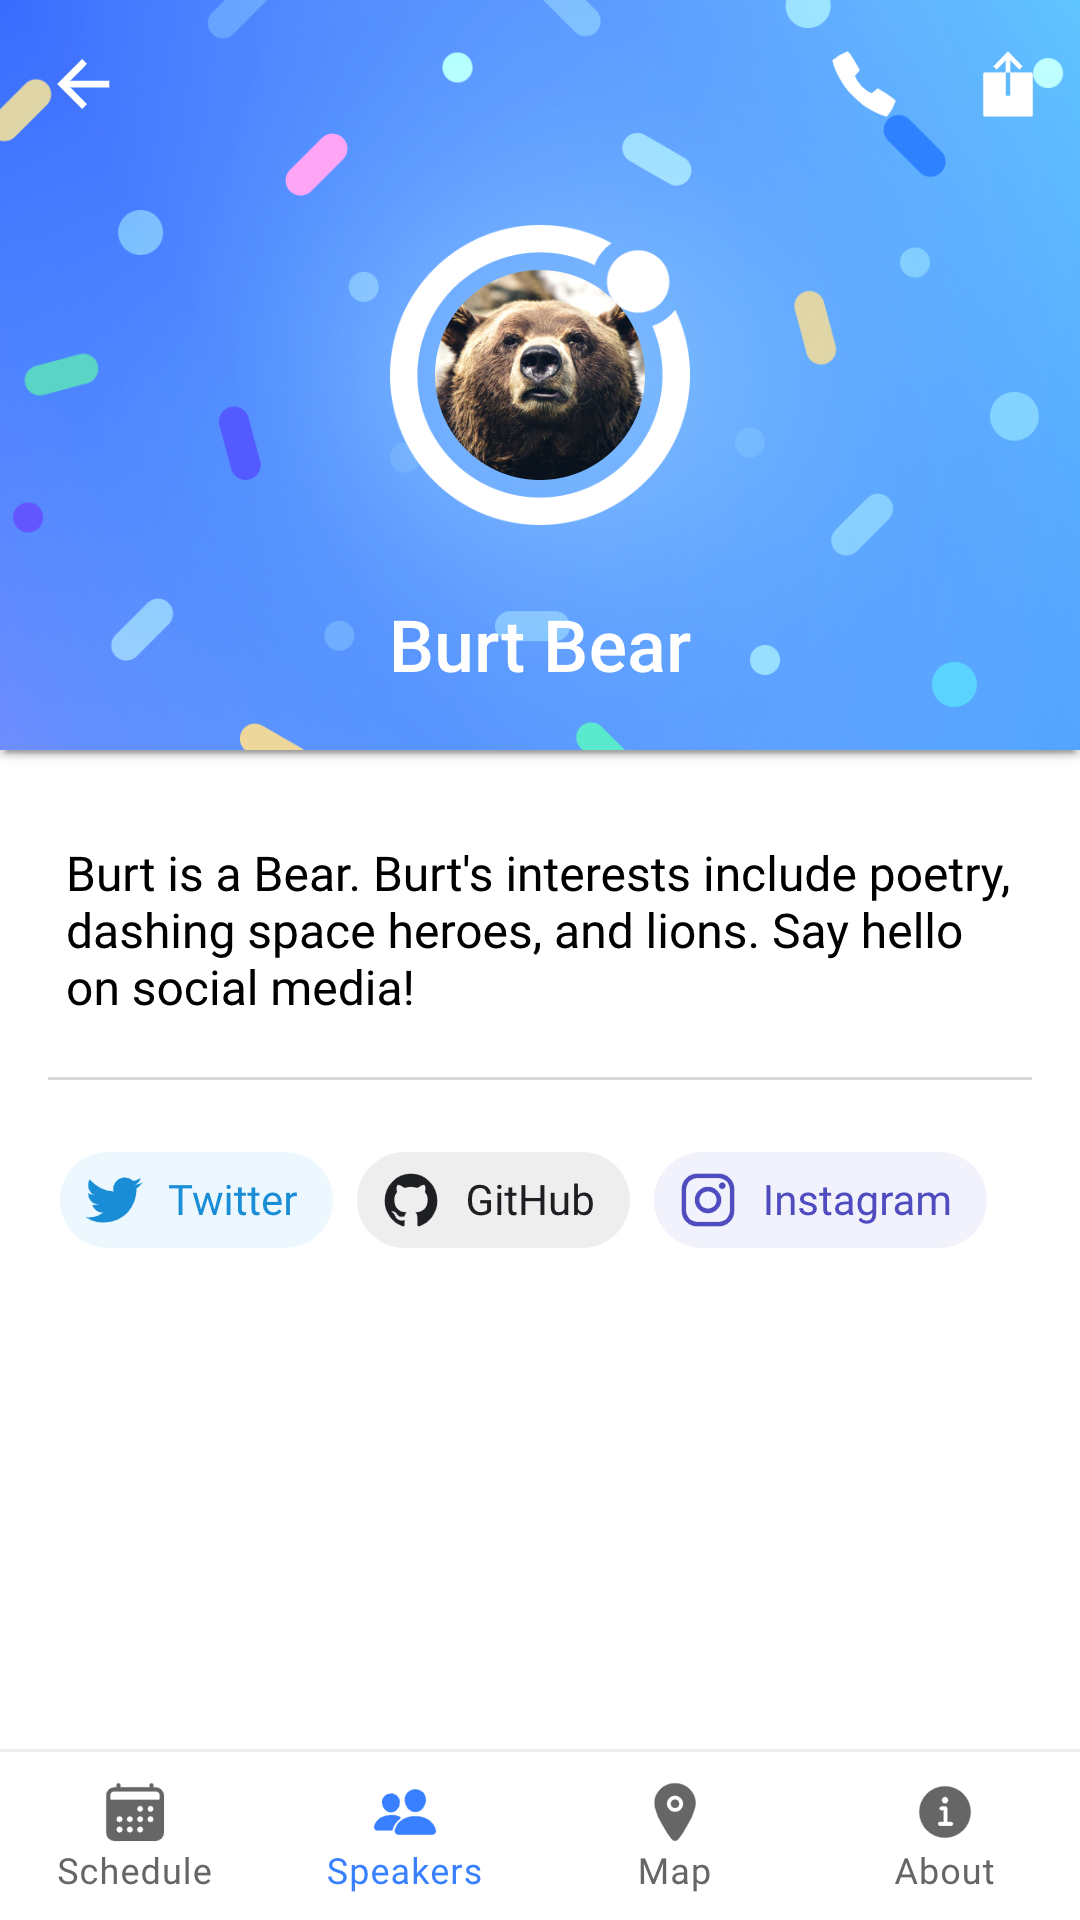 Burt Bear
Burt is a Bear. Burt's interests include poetry,
dashing space heroes, and lions. Say hello
on social media!
Twitter GitHub Instagram
Schedule Speakers Map About